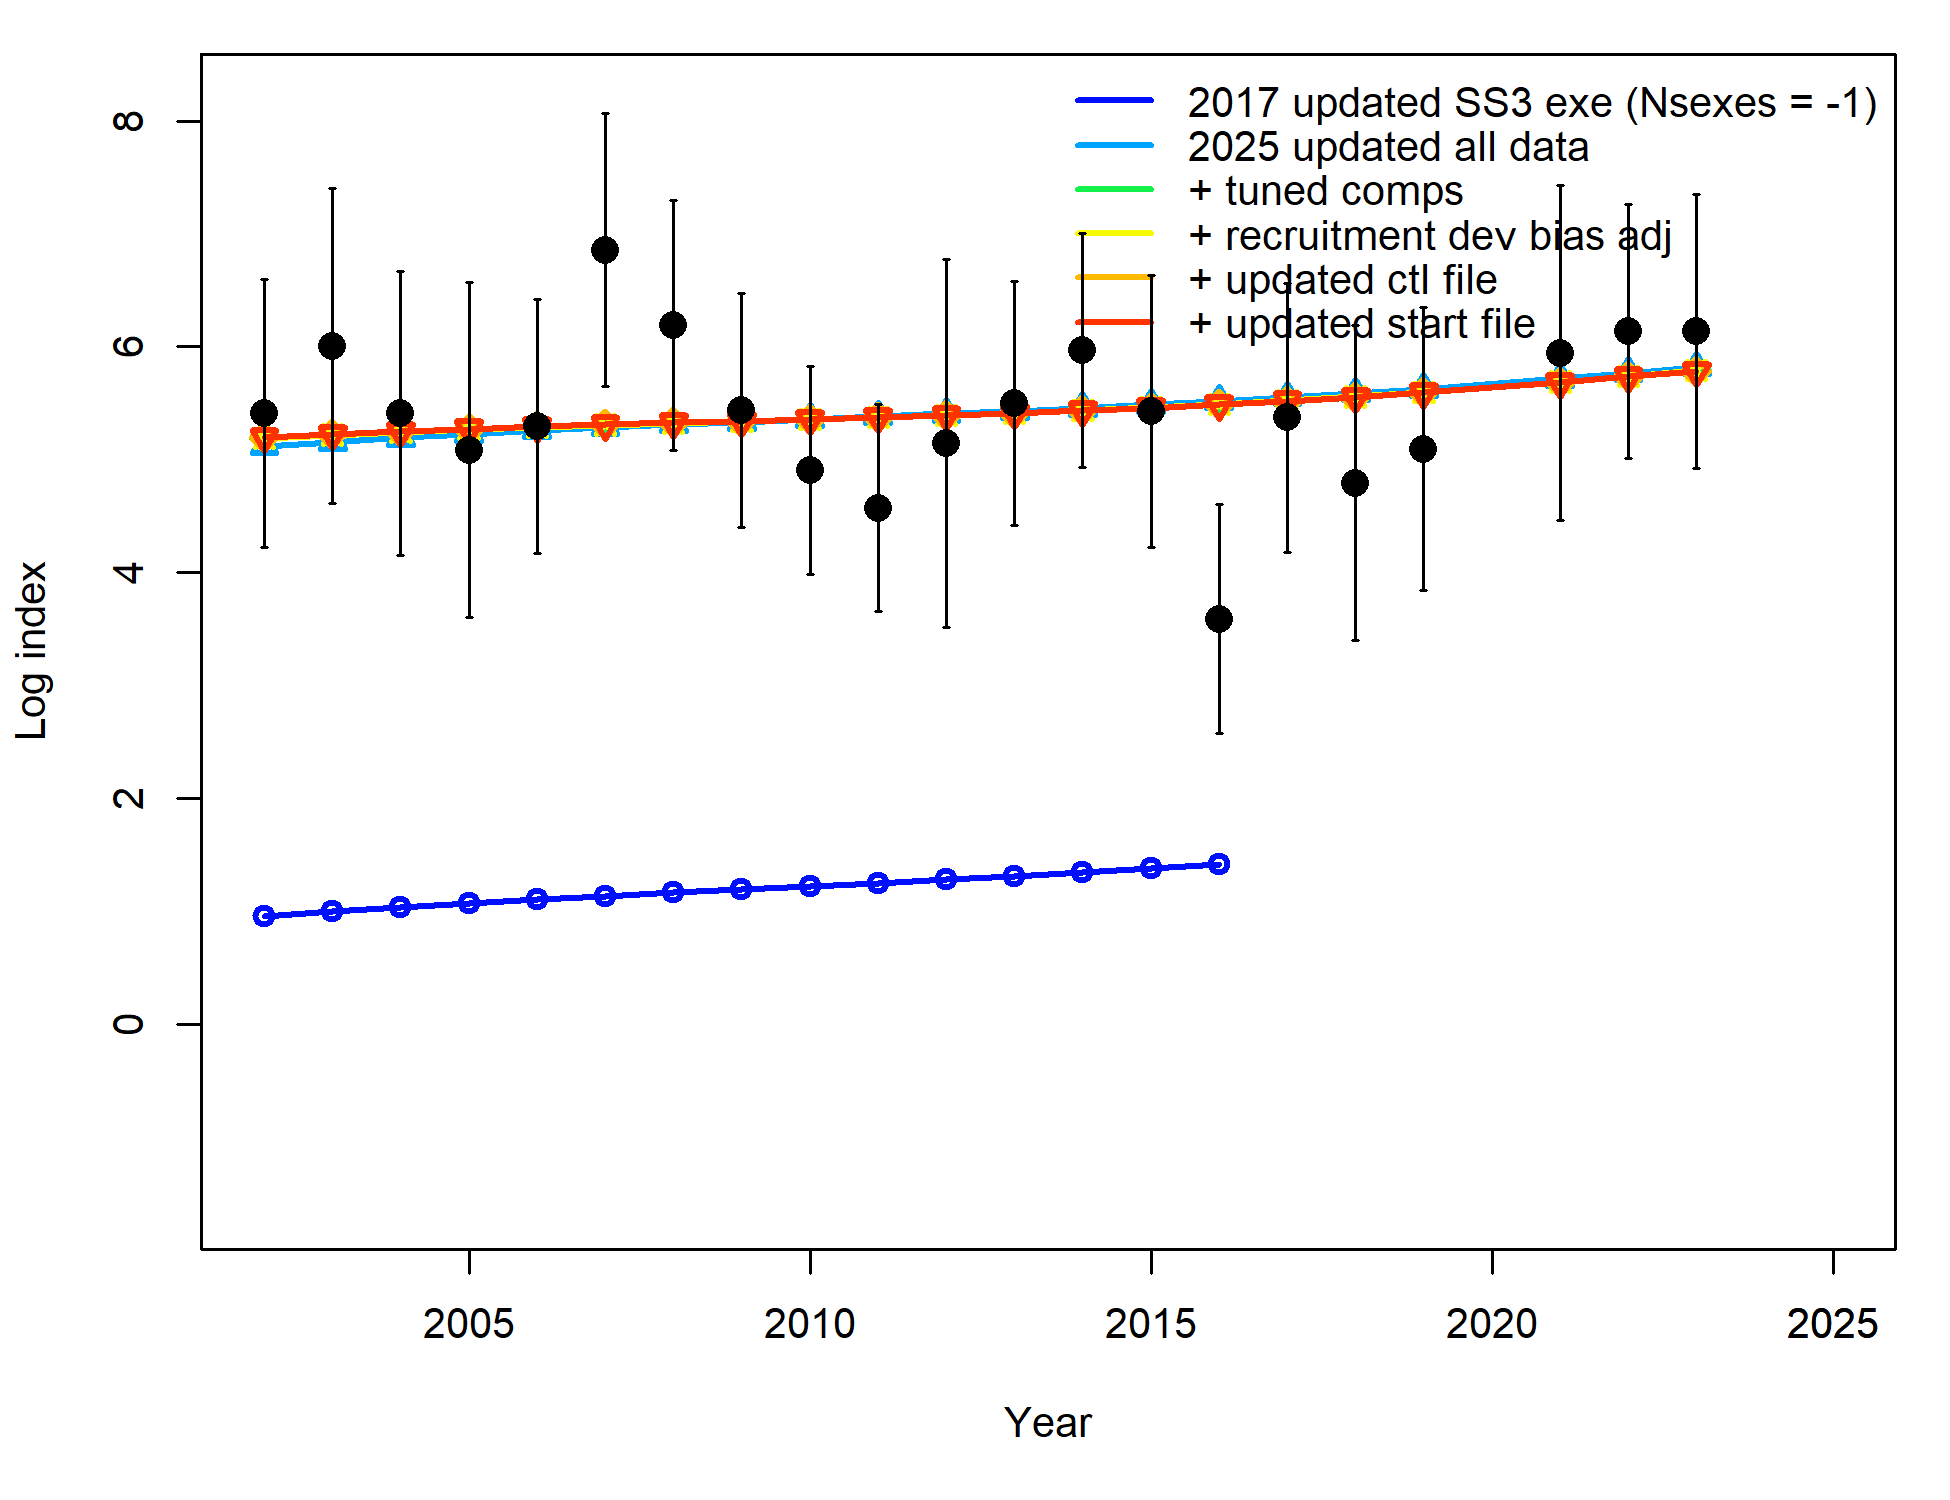 2017 updated SS3 exe (Nsexes = -1)
2025 updated all data
+ tuned comps
+ recruitment dev bias adj
+ updated ctl file
+ updated start file
8
6
4
2
0
Log index
2005 2010 2015 2020 2025
Year